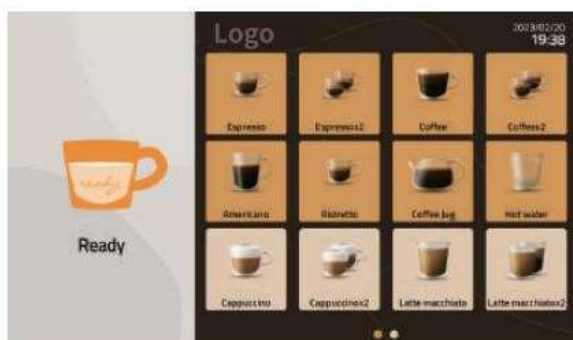 Logo
2023/02/20
19:38
Espresso
Espressox2
Coffee
Coffeex2
Americano
Ristretto
Coffee Jug
Hot water
Cappuccino
Cappuccinox2
Latte macchiato
Latte macchiatox2
ready
Ready